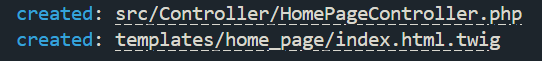 created: src/Controller/HomePageController.php
created: templates/home_page/index.html.twig